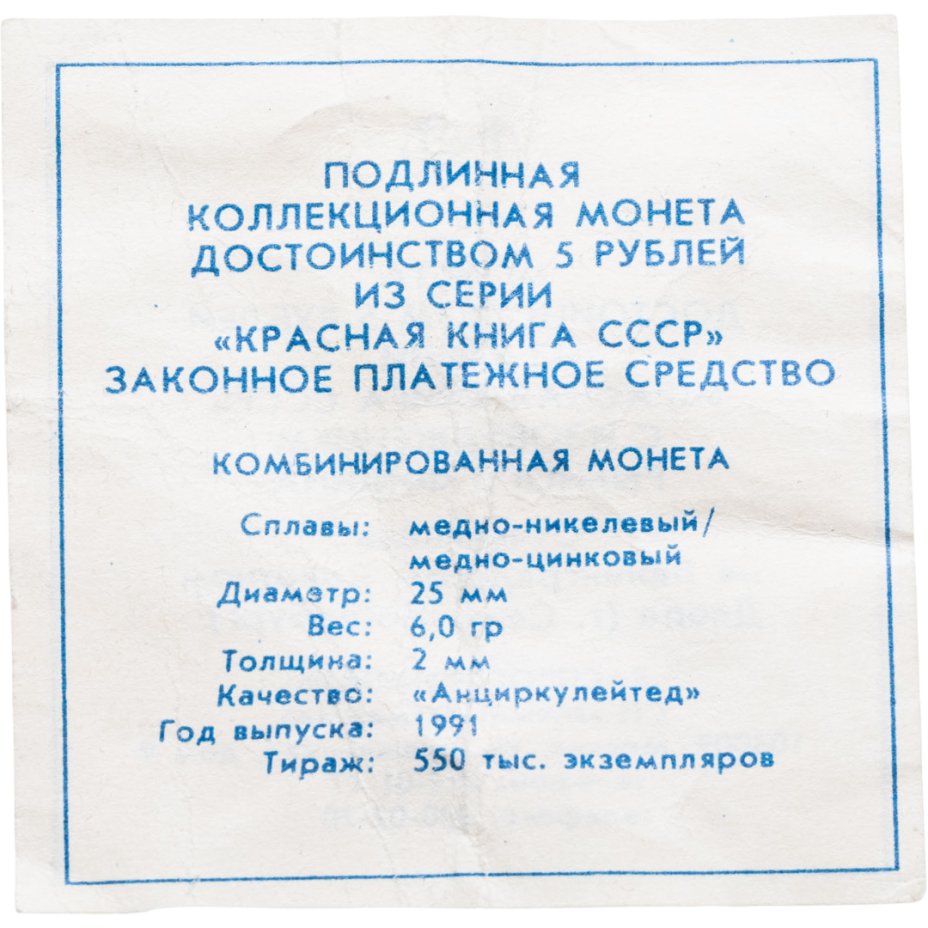 ПОДЛИННАЯ
КОЛЛЕКЦИОННАЯ МОНЕТА
ДОСТОИНСТВОМ 5 РУБЛЕЙ
ИЗ СЕРИИ
«КРАСНАЯ КНИГА СССР»
ЗАКОННОЕ ПЛАТЕЖНОЕ СРЕДСТВО
КОМБИНИРОВАННАЯ МОНЕТА
Сплавы: медно-никелевый/
медно-цинковый
Диаметр: 25 мм
Вес: 6,0 гр
Толщина: 2 мм
Качество: «Анциркулейтед»
Год выпуска: 1991
Тираж: 550 тыс. экземпляров